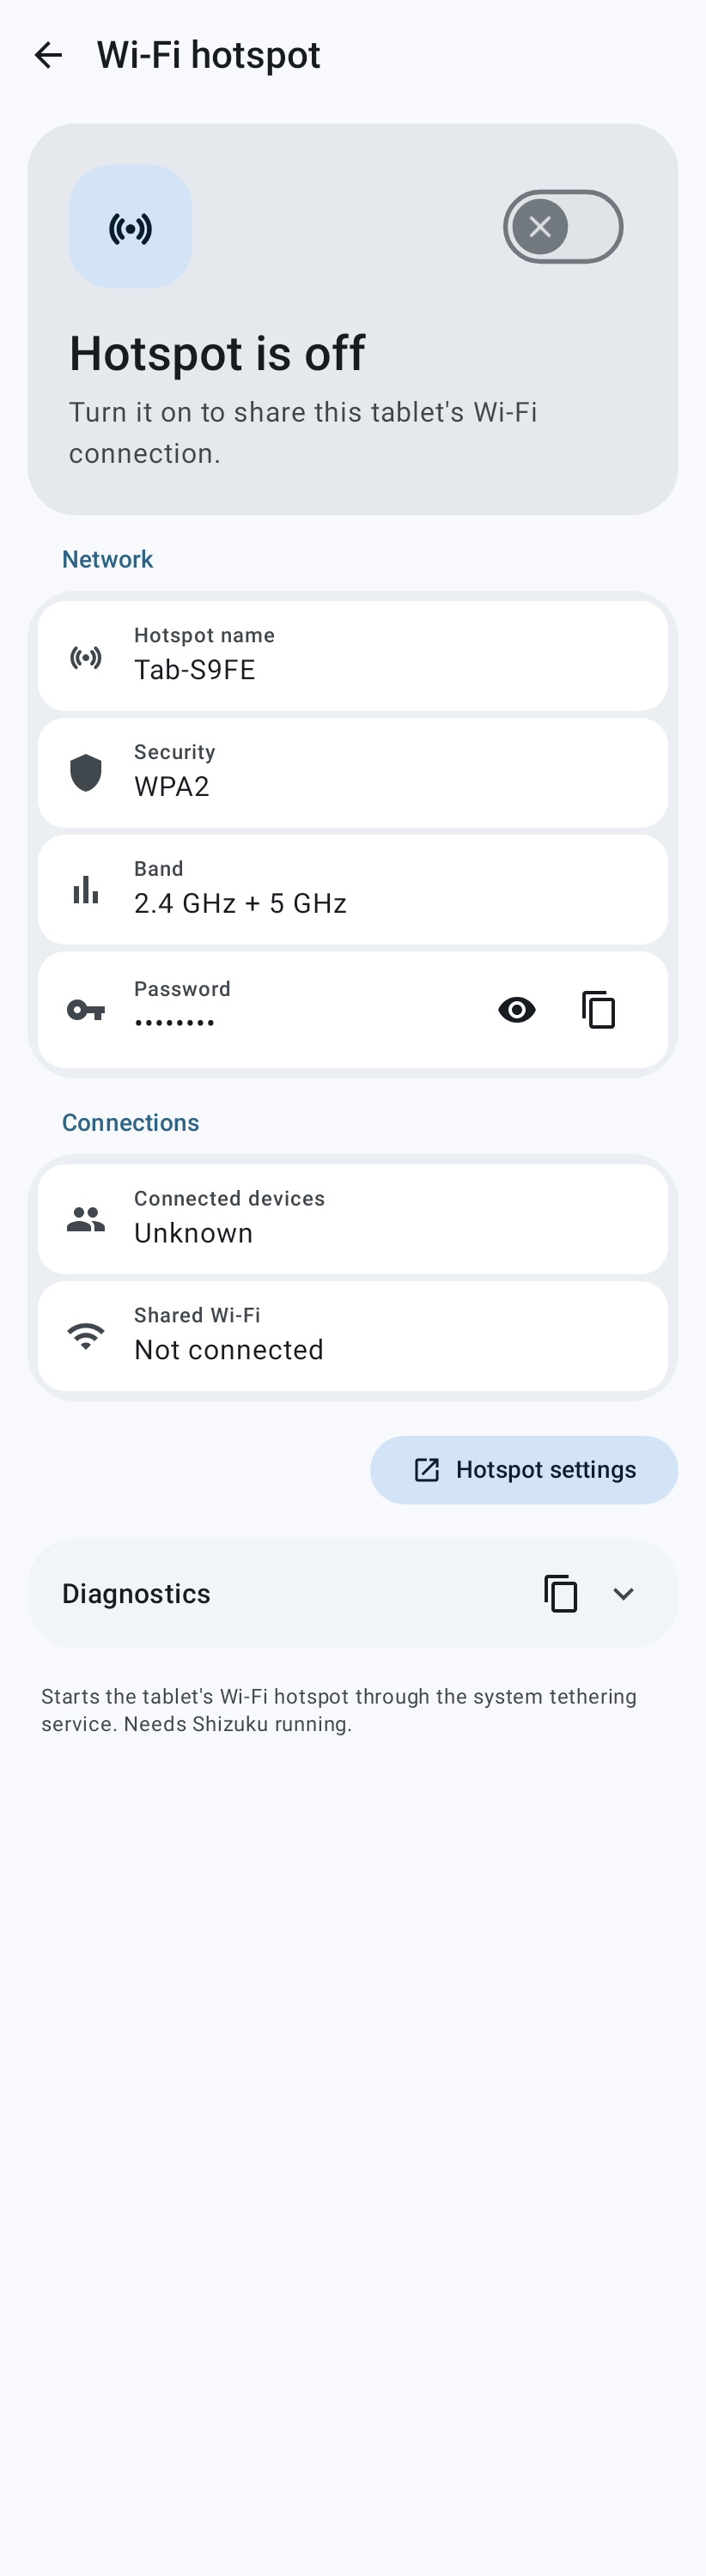 Wi-Fi hotspot
Hotspot is off
Turn it on to share this tablet's Wi-Fi
connection.
Network
Hotspot name
Tab-S9FE
Security
WPA2
Band
2.4 GHz + 5 GHz
Password
••••••••
Connections
Connected devices
Unknown
Shared Wi-Fi
Not connected
Hotspot settings
Diagnostics
Starts the tablet's Wi-Fi hotspot through the system tethering
service. Needs Shizuku running.